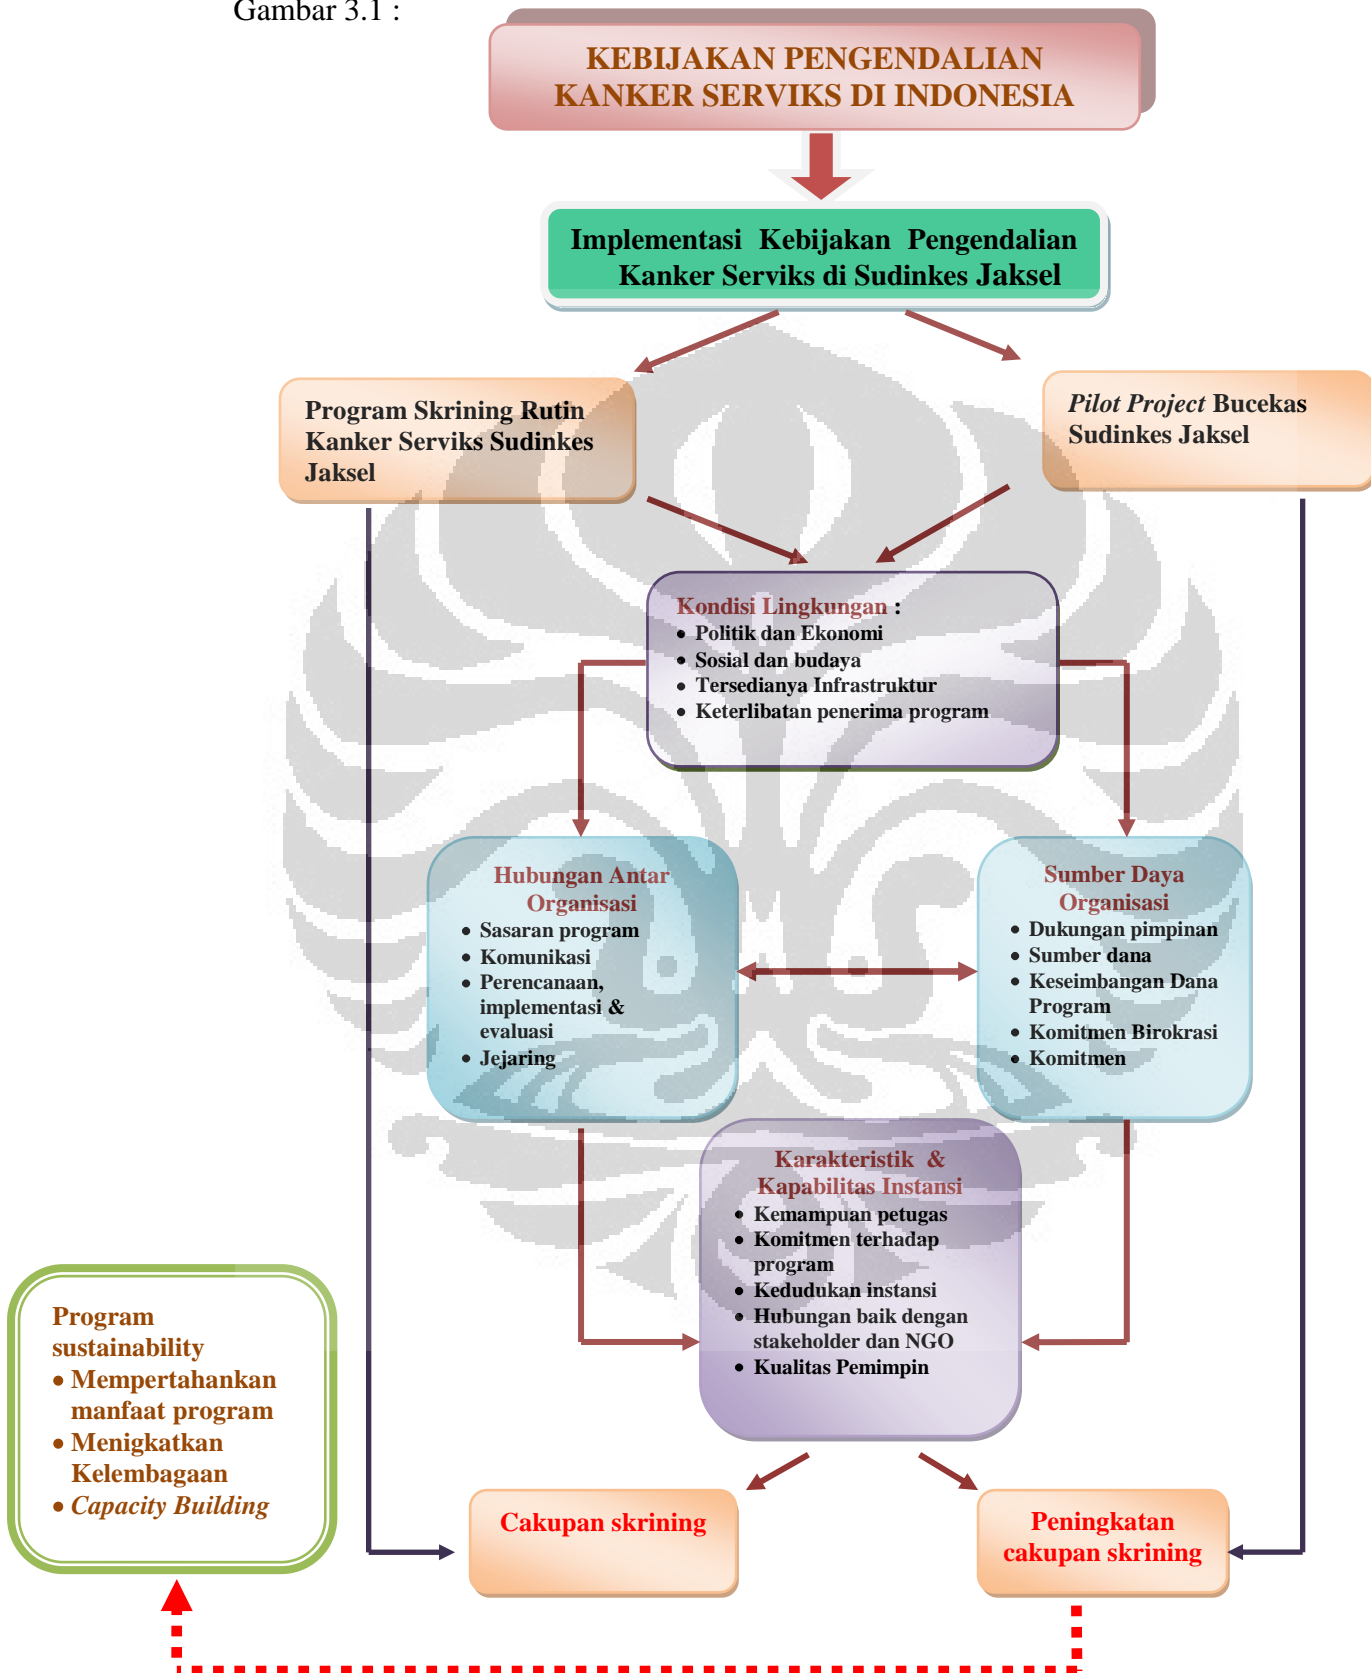 Gambar 3.1 :
KEBIJAKAN PENGENDALIAN
KANKER SERVIKS DI INDONESIA
Implementasi Kebijakan Pengendalian
Kanker Serviks di Sudinkes Jaksel
Program Skrining Rutin
Kanker Serviks Sudinkes
Jaksel
Pilot Project Bucekas
Sudinkes Jaksel
Kondisi Lingkungan :
• Politik dan Ekonomi
• Sosial dan budaya
• Tersedianya Infrastruktur
• Keterlibatan penerima program
Hubungan Antar
Organisasi
• Sasaran program
• Komunikasi
• Perencanaan,
implementasi &
evaluasi
• Jejaring
Sumber Daya
Organisasi
• Dukungan pimpinan
• Sumber dana
• Keseimbangan Dana
Program
• Komitmen Birokrasi
• Komitmen
Karakteristik &
Kapabilitas Instansi
• Kemampuan petugas
• Komitmen terhadap
program
• Kedudukan instansi
• Hubungan baik dengan
stakeholder dan NGO
• Kualitas Pemimpin
Program
sustainability
• Mempertahankan
manfaat program
• Menigkatkan
Kelembagaan
• Capacity Building
Cakupan skrining
Peningkatan
cakupan skrining